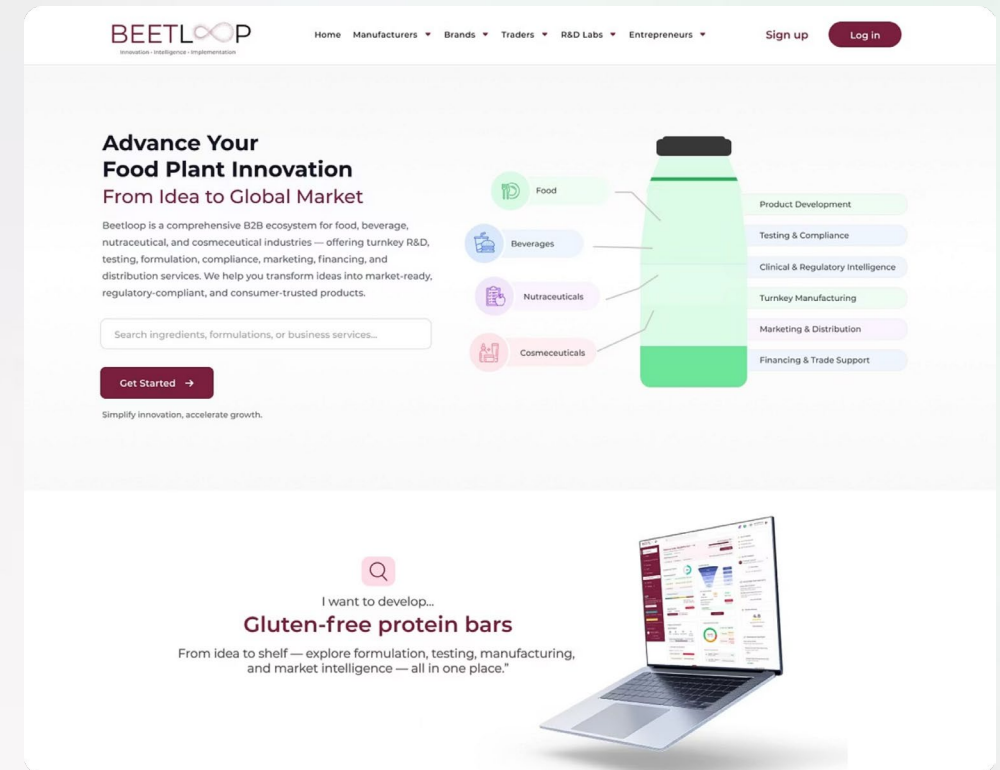 BEETLOOP
Innovation - Intelligence - Implementation
Home Manufacturers Brands Traders R&D Labs Entrepreneurs
Sign up
Log in
Advance Your
Food Plant Innovation
From Idea to Global Market
Beetloop is a comprehensive B2B ecosystem for food, beverage,
nutraceutical, and cosmeceutical industries — offering turnkey R&D,
testing, formulation, compliance, marketing, financing, and
distribution services. We help you transform ideas into market-ready,
regulatory-compliant, and consumer-trusted products.
Search ingredients, formulations, or business services...
Get Started →
Simplify innovation, accelerate growth.
Food
Beverages
Nutraceuticals
Cosmeceuticals
Product Development
Testing & Compliance
Clinical & Regulatory Intelligence
Turnkey Manufacturing
Marketing & Distribution
Financing & Trade Support
I want to develop...
Gluten-free protein bars
From idea to shelf — explore formulation, testing, manufacturing,
and market intelligence — all in one place.”